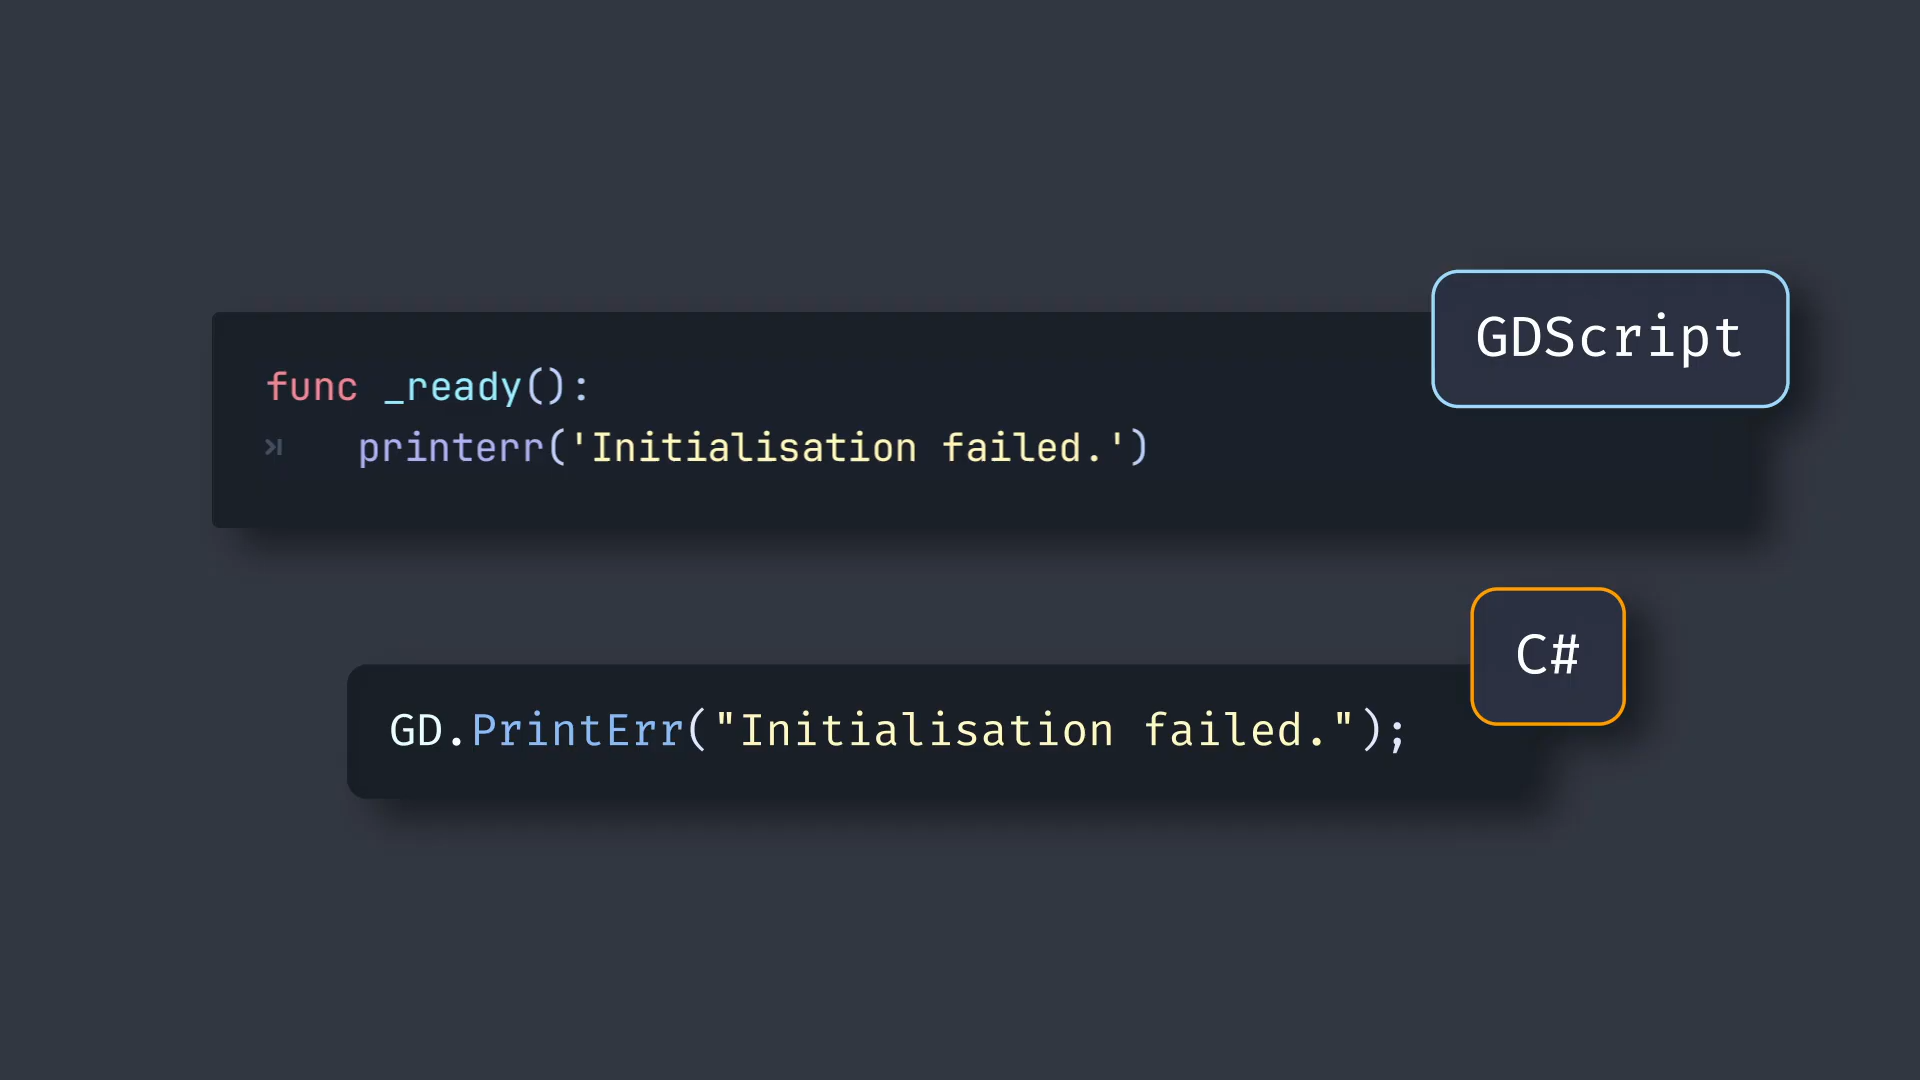 GDScript
func _ready():
printerr('Initialisation failed.')
C#
GD.PrintErr("Initialisation failed.");